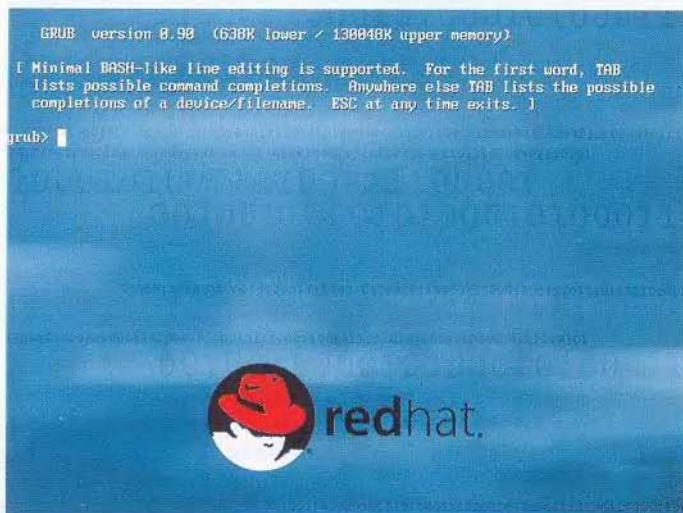 GRUB version 0.90 (638K lower / 130048K upper memory)
[ Minimal BASH-like line editing is supported. For the first word, TAB
lists possible command completions. Anywhere else TAB lists the possible
completions of a device/filename. ESC at any time exits. ]
grub>
redhat.